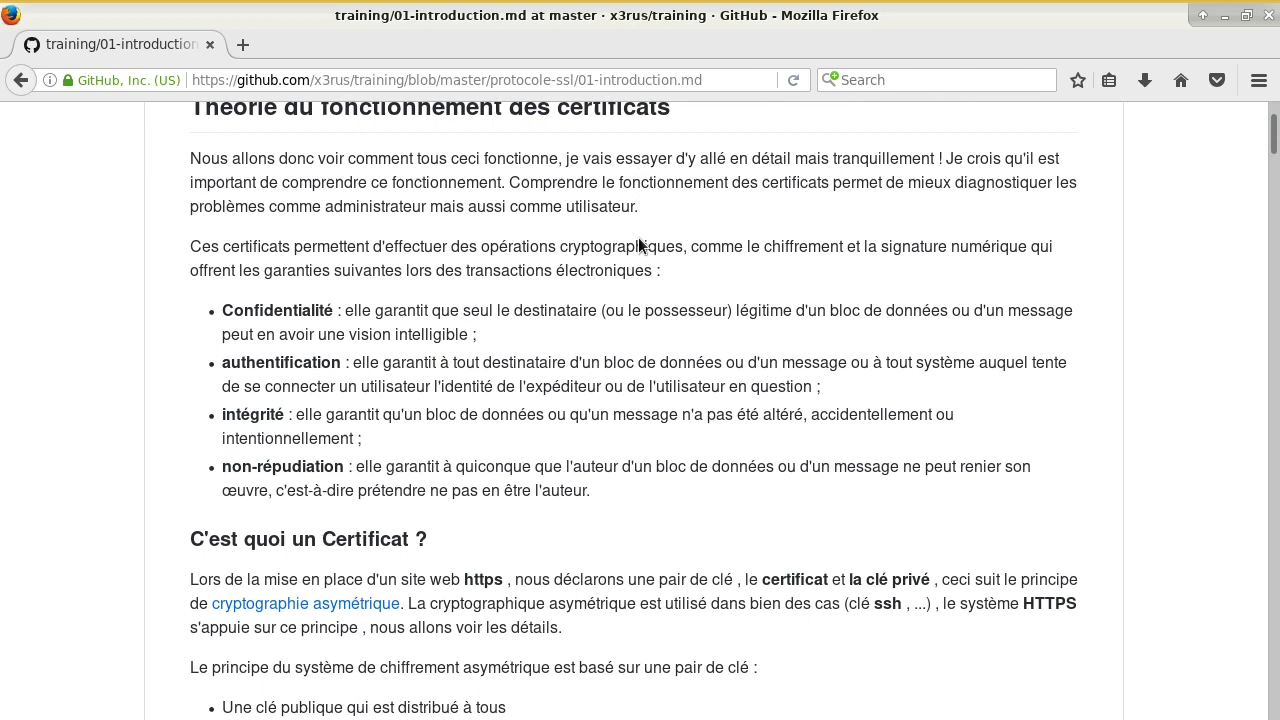 training/01-introduction.md at master · x3rus/training · GitHub - Mozilla Firefox
training/01-introduction
GitHub, Inc. (US)
https://github.com/x3rus/training/blob/master/protocole-ssl/01-introduction.md
Search
Théorie du fonctionnement des certificats
Nous allons donc voir comment tous ceci fonctionne, je vais essayer d'y allé en détail mais tranquillement ! Je crois qu'il est
important de comprendre ce fonctionnement. Comprendre le fonctionnement des certificats permet de mieux diagnostiquer les
problèmes comme administrateur mais aussi comme utilisateur.
Ces certificats permettent d'effectuer des opérations cryptographiques, comme le chiffrement et la signature numérique qui
offrent les garanties suivantes lors des transactions électroniques :
• Confidentialité : elle garantit que seul le destinataire (ou le possesseur) légitime d'un bloc de données ou d'un message
peut en avoir une vision intelligible ;
• authentification : elle garantit à tout destinataire d'un bloc de données ou d'un message ou à tout système auquel tente
de se connecter un utilisateur l'identité de l'expéditeur ou de l'utilisateur en question ;
• intégrité : elle garantit qu'un bloc de données ou qu'un message n'a pas été altéré, accidentellement ou
intentionnellement ;
• non-répudiation : elle garantit à quiconque que l'auteur d'un bloc de données ou d'un message ne peut renier son
œuvre, c'est-à-dire prétendre ne pas en être l'auteur.
C'est quoi un Certificat ?
Lors de la mise en place d'un site web https , nous déclarons une pair de clé , le certificat et la clé privé , ceci suit le principe
de cryptographie asymétrique. La cryptographique asymétrique est utilisé dans bien des cas (clé ssh , ...) , le système HTTPS
s'appuie sur ce principe , nous allons voir les détails.
Le principe du système de chiffrement asymétrique est basé sur une pair de clé :
• Une clé publique qui est distribué à tous